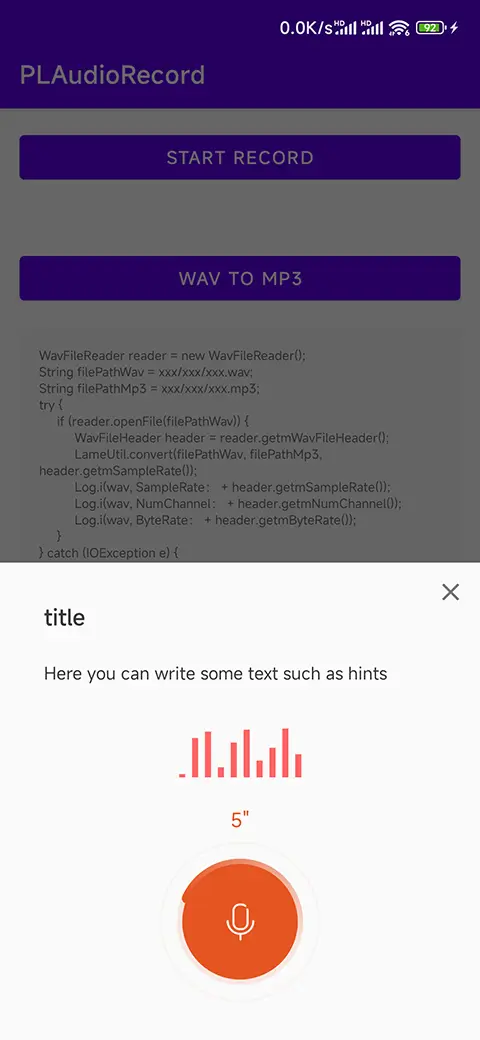 0.0K/s HD HD 6 92
PLAudioRecord
START RECORD
WAV TO MP3
WavFileReader reader = new WavFileReader();
String filePathWav = xxx/xxx/xxx.wav;
String filePathMp3 = xxx/xxx/xxx.mp3;
try {
if (reader.openFile(filePathWav)) {
WavFileHeader header = reader.getmWavFileHeader();
LameUtil.convert(filePathWav, filePathMp3,
header.getmSampleRate());
Log.i(wav, SampleRate： + header.getmSampleRate());
Log.i(wav, NumChannel： + header.getmNumChannel());
Log.i(wav, ByteRate： + header.getmByteRate());
}
} catch (IOException e) {
title
Here you can write some text such as hints
5"